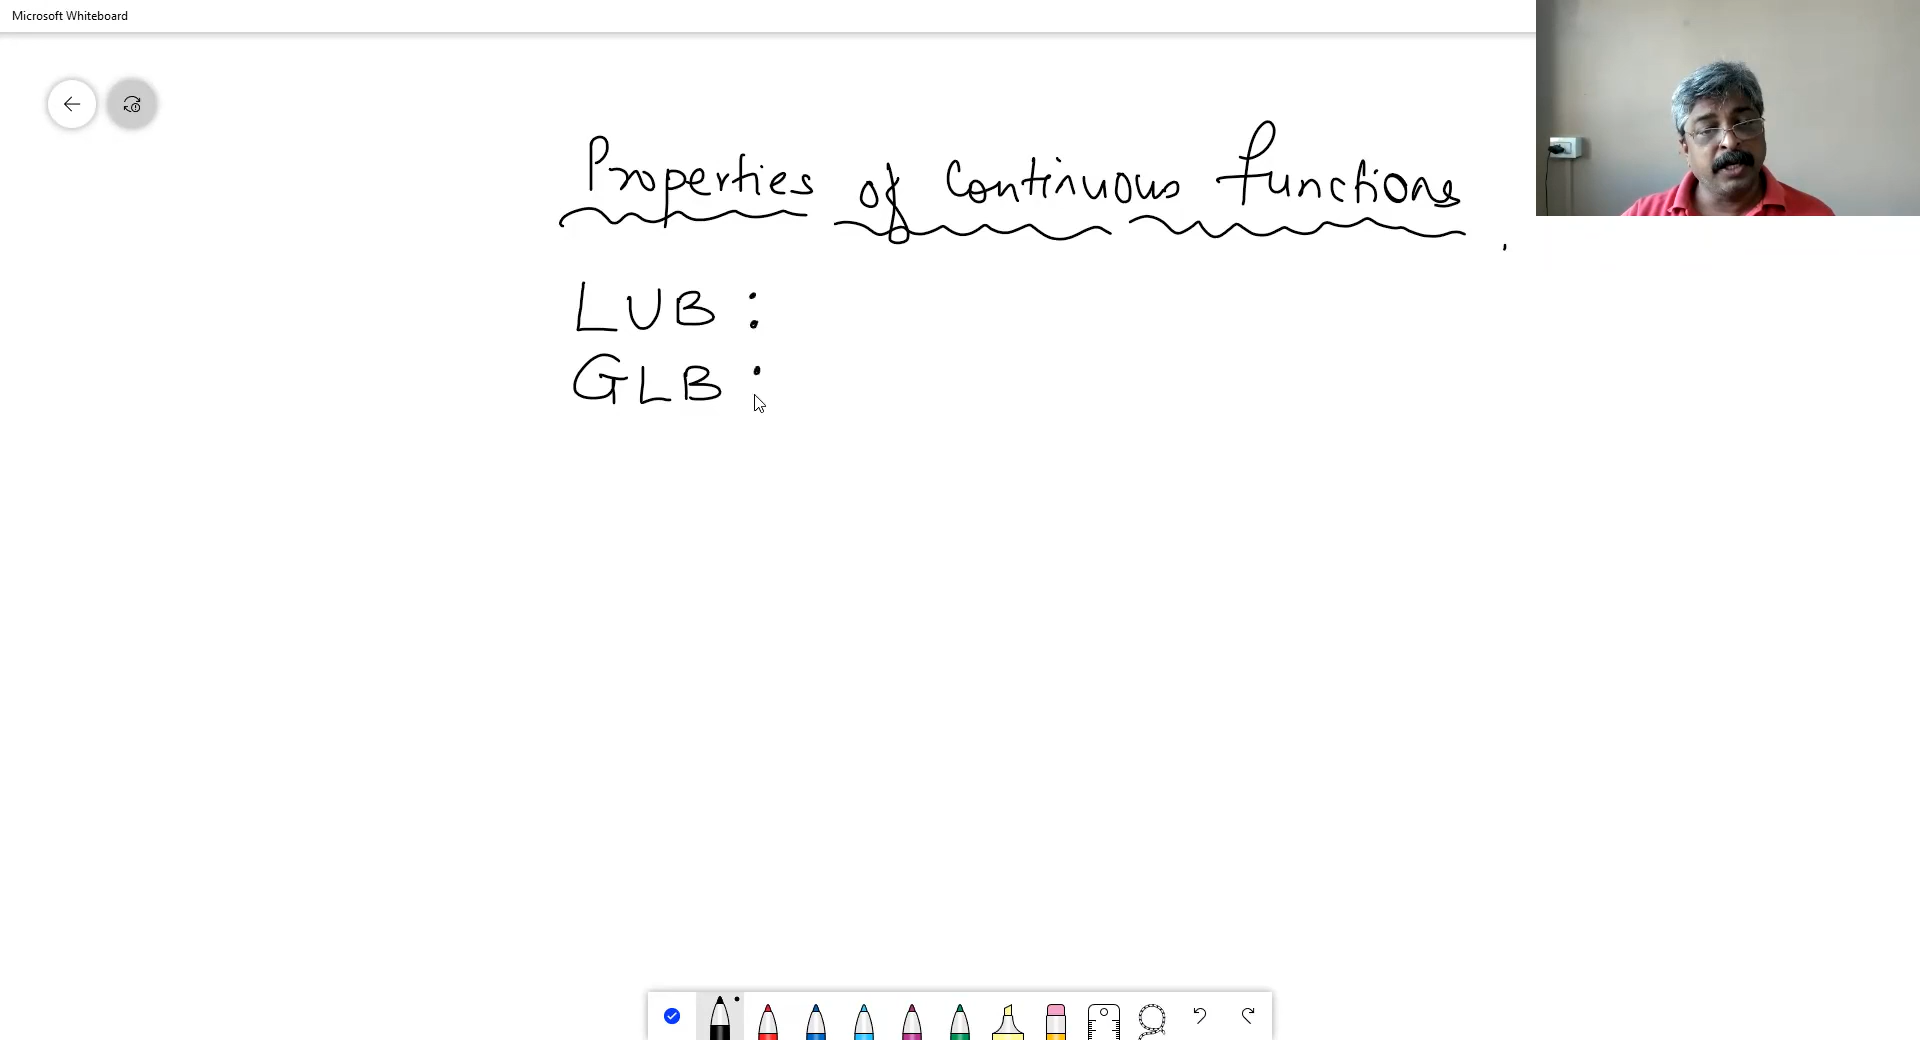 Microsoft Whiteboard
Properties of Continuous functions
LUB :
GLB :